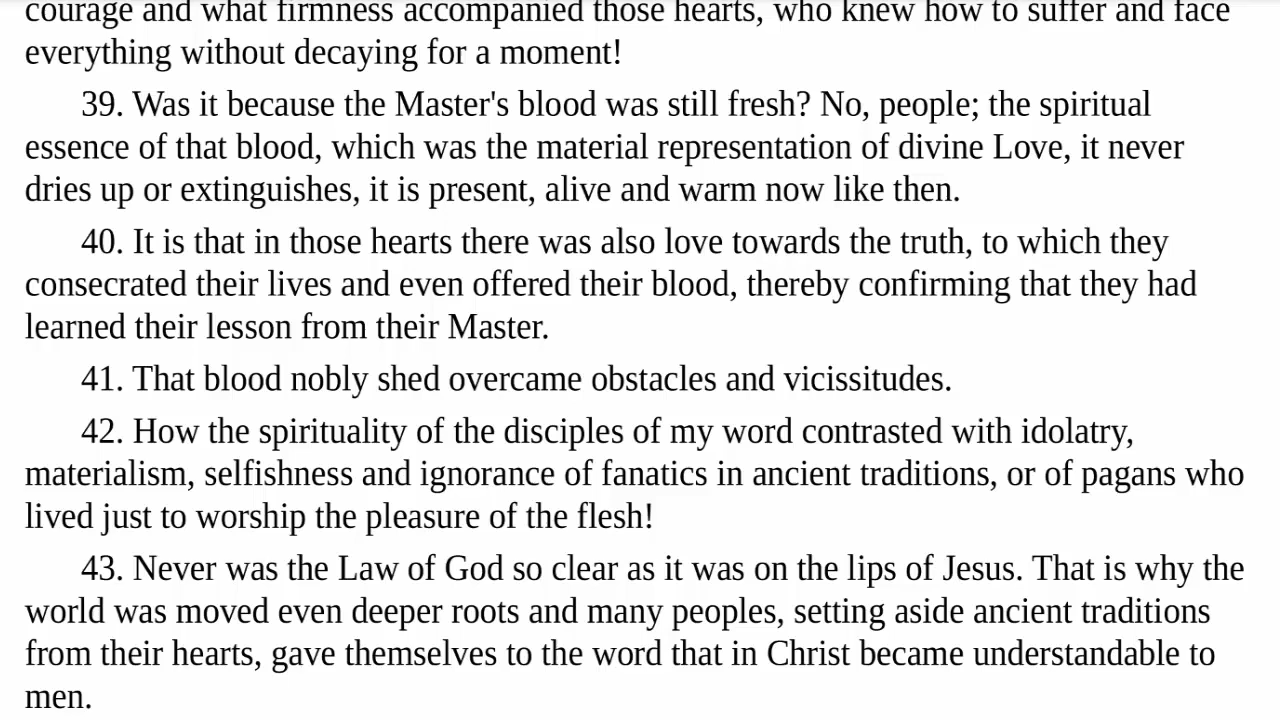 courage and what firmness accompanied those hearts, who knew how to suffer and face
everything without decaying for a moment!
39. Was it because the Master's blood was still fresh? No, people; the spiritual
essence of that blood, which was the material representation of divine Love, it never
dries up or extinguishes, it is present, alive and warm now like then.
40. It is that in those hearts there was also love towards the truth, to which they
consecrated their lives and even offered their blood, thereby confirming that they had
learned their lesson from their Master.
41. That blood nobly shed overcame obstacles and vicissitudes.
42. How the spirituality of the disciples of my word contrasted with idolatry,
materialism, selfishness and ignorance of fanatics in ancient traditions, or of pagans who
lived just to worship the pleasure of the flesh!
43. Never was the Law of God so clear as it was on the lips of Jesus. That is why the
world was moved even deeper roots and many peoples, setting aside ancient traditions
from their hearts, gave themselves to the word that in Christ became understandable to
men.